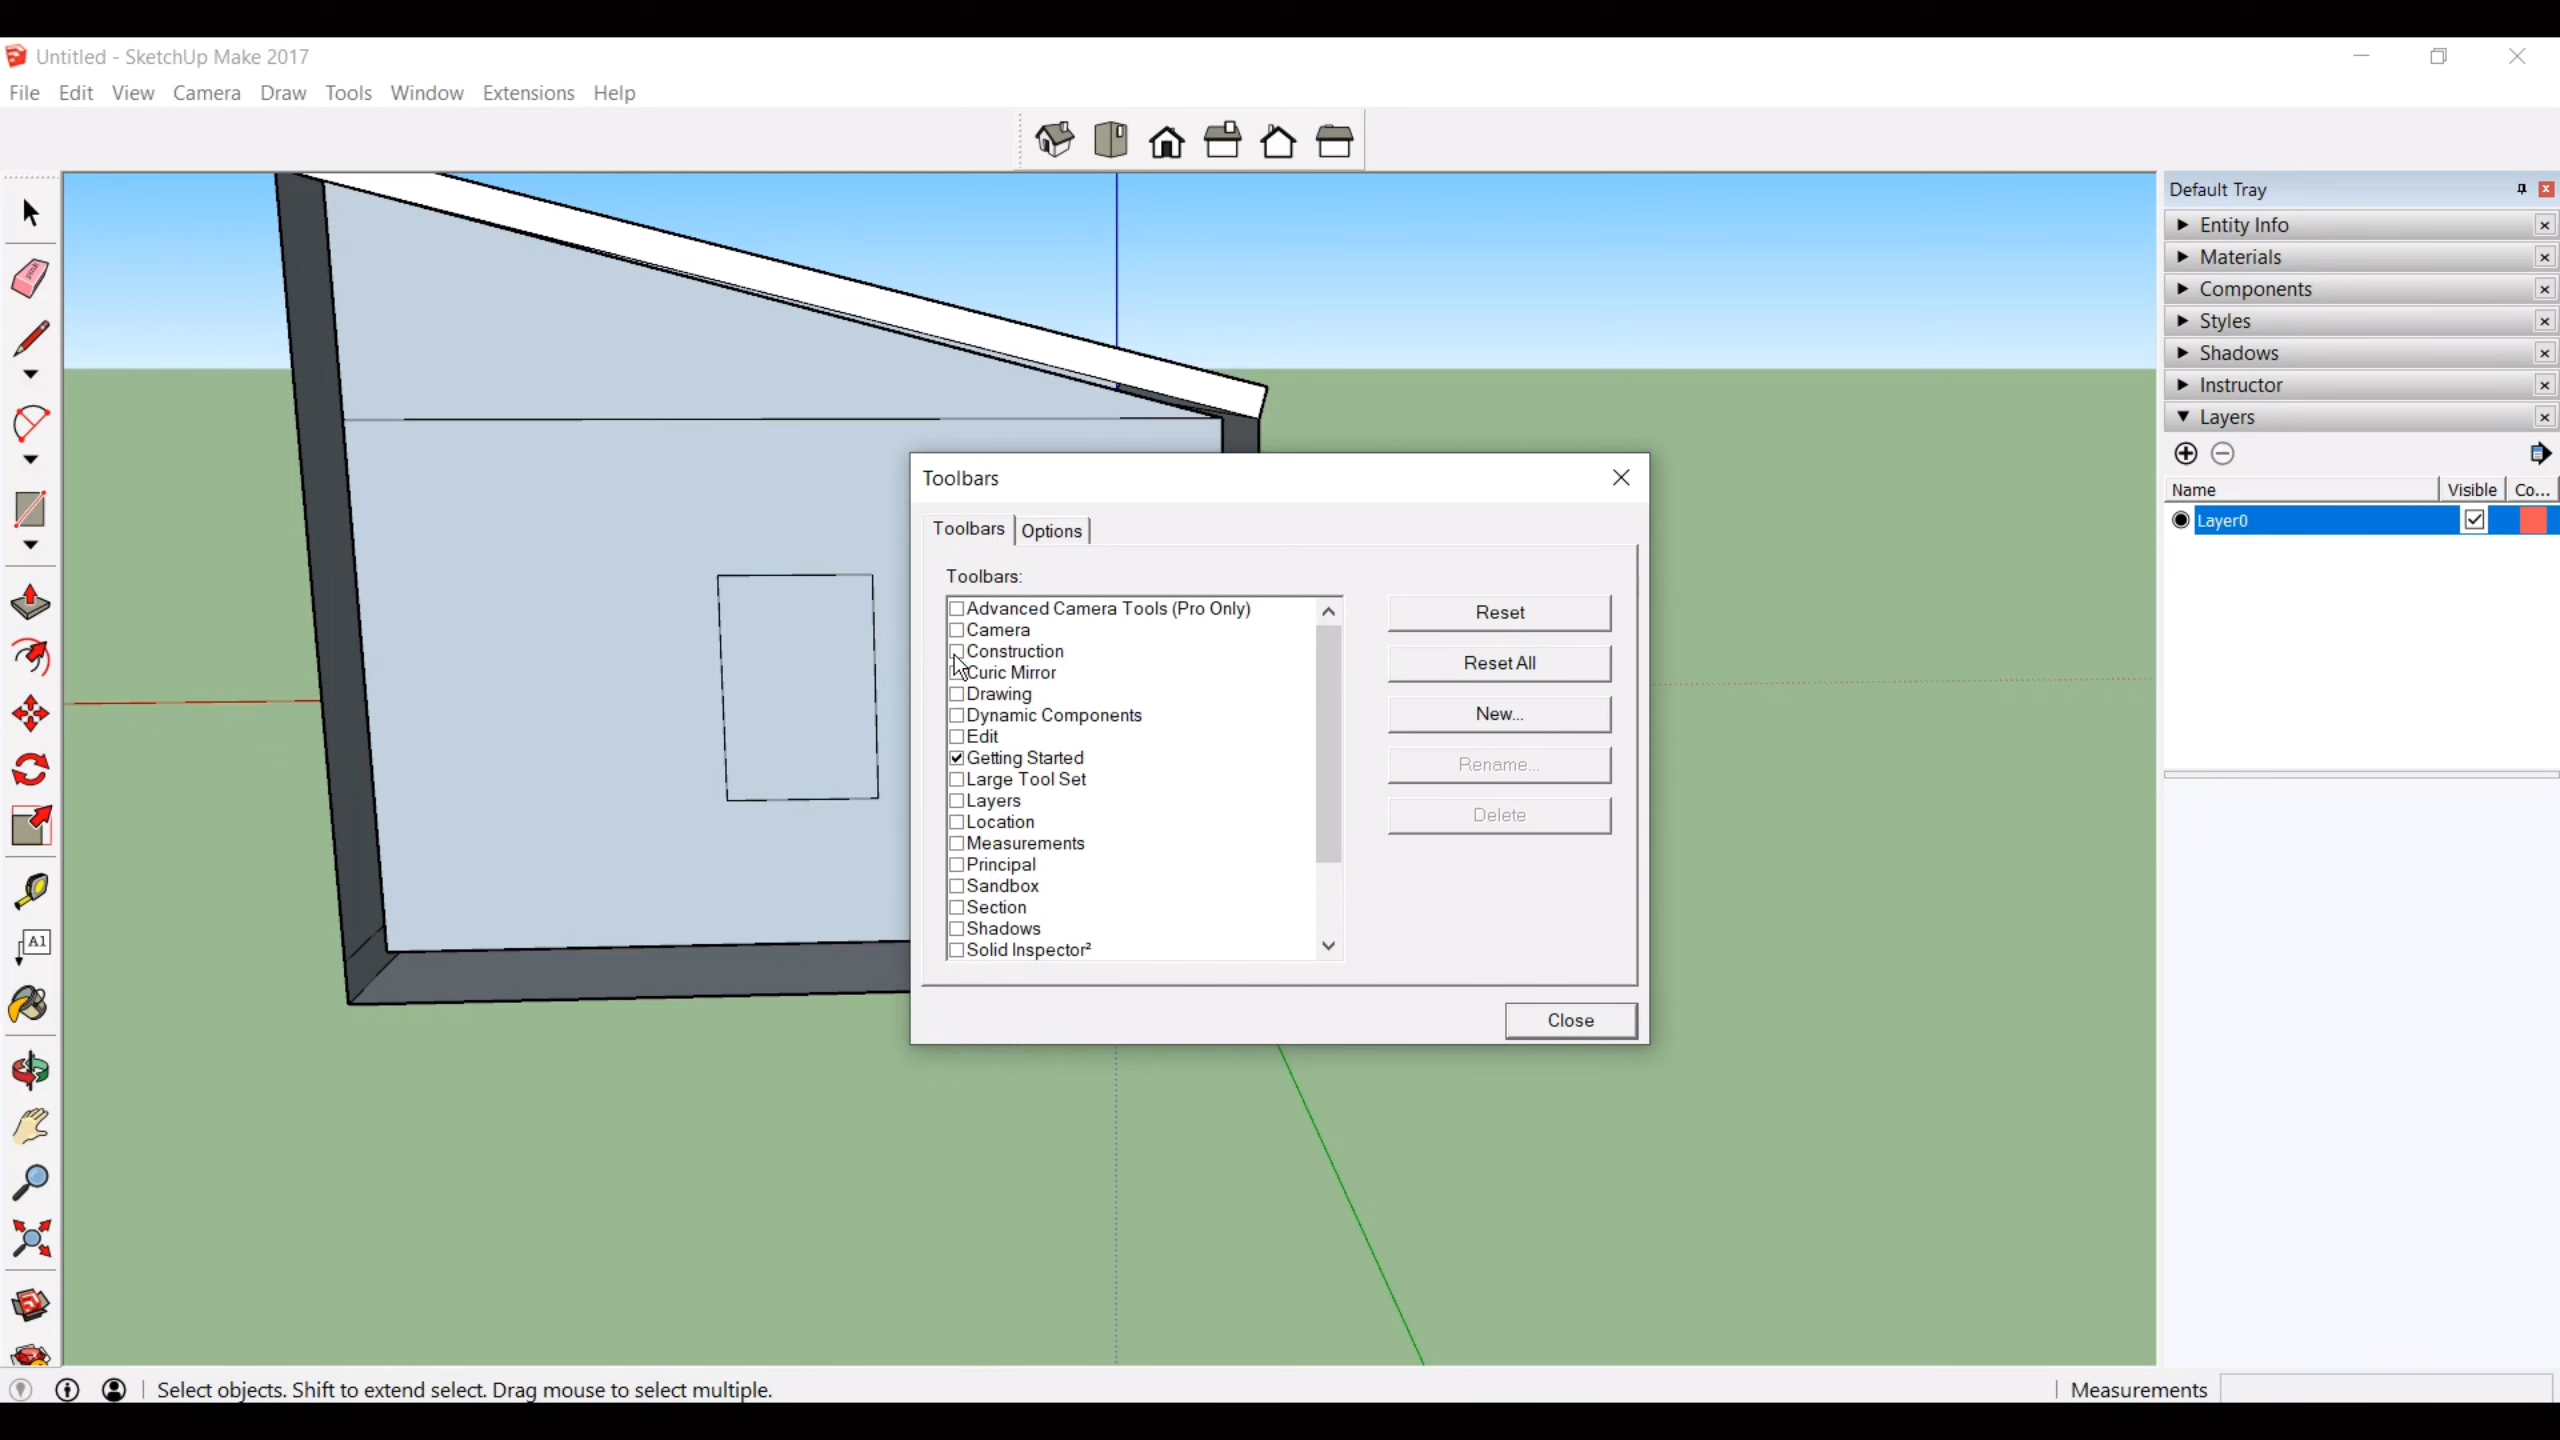 Untitled - SketchUp Make 2017
File Edit View Camera Draw Tools Window Extensions Help
Default Tray
Entity Info
Materials
Components
Styles
Shadows
Instructor
Layers
Name Visible Co...
Layer0
Toolbars
Toolbars Options
Toolbars:
Advanced Camera Tools (Pro Only)
Camera
Construction
Curic Mirror
Drawing
Dynamic Components
Edit
Getting Started
Large Tool Set
Layers
Location
Measurements
Principal
Sandbox
Section
Shadows
Solid Inspector²
Reset
Reset All
New...
Rename...
Delete
Close
A1
Select objects. Shift to extend select. Drag mouse to select multiple.
Measurements